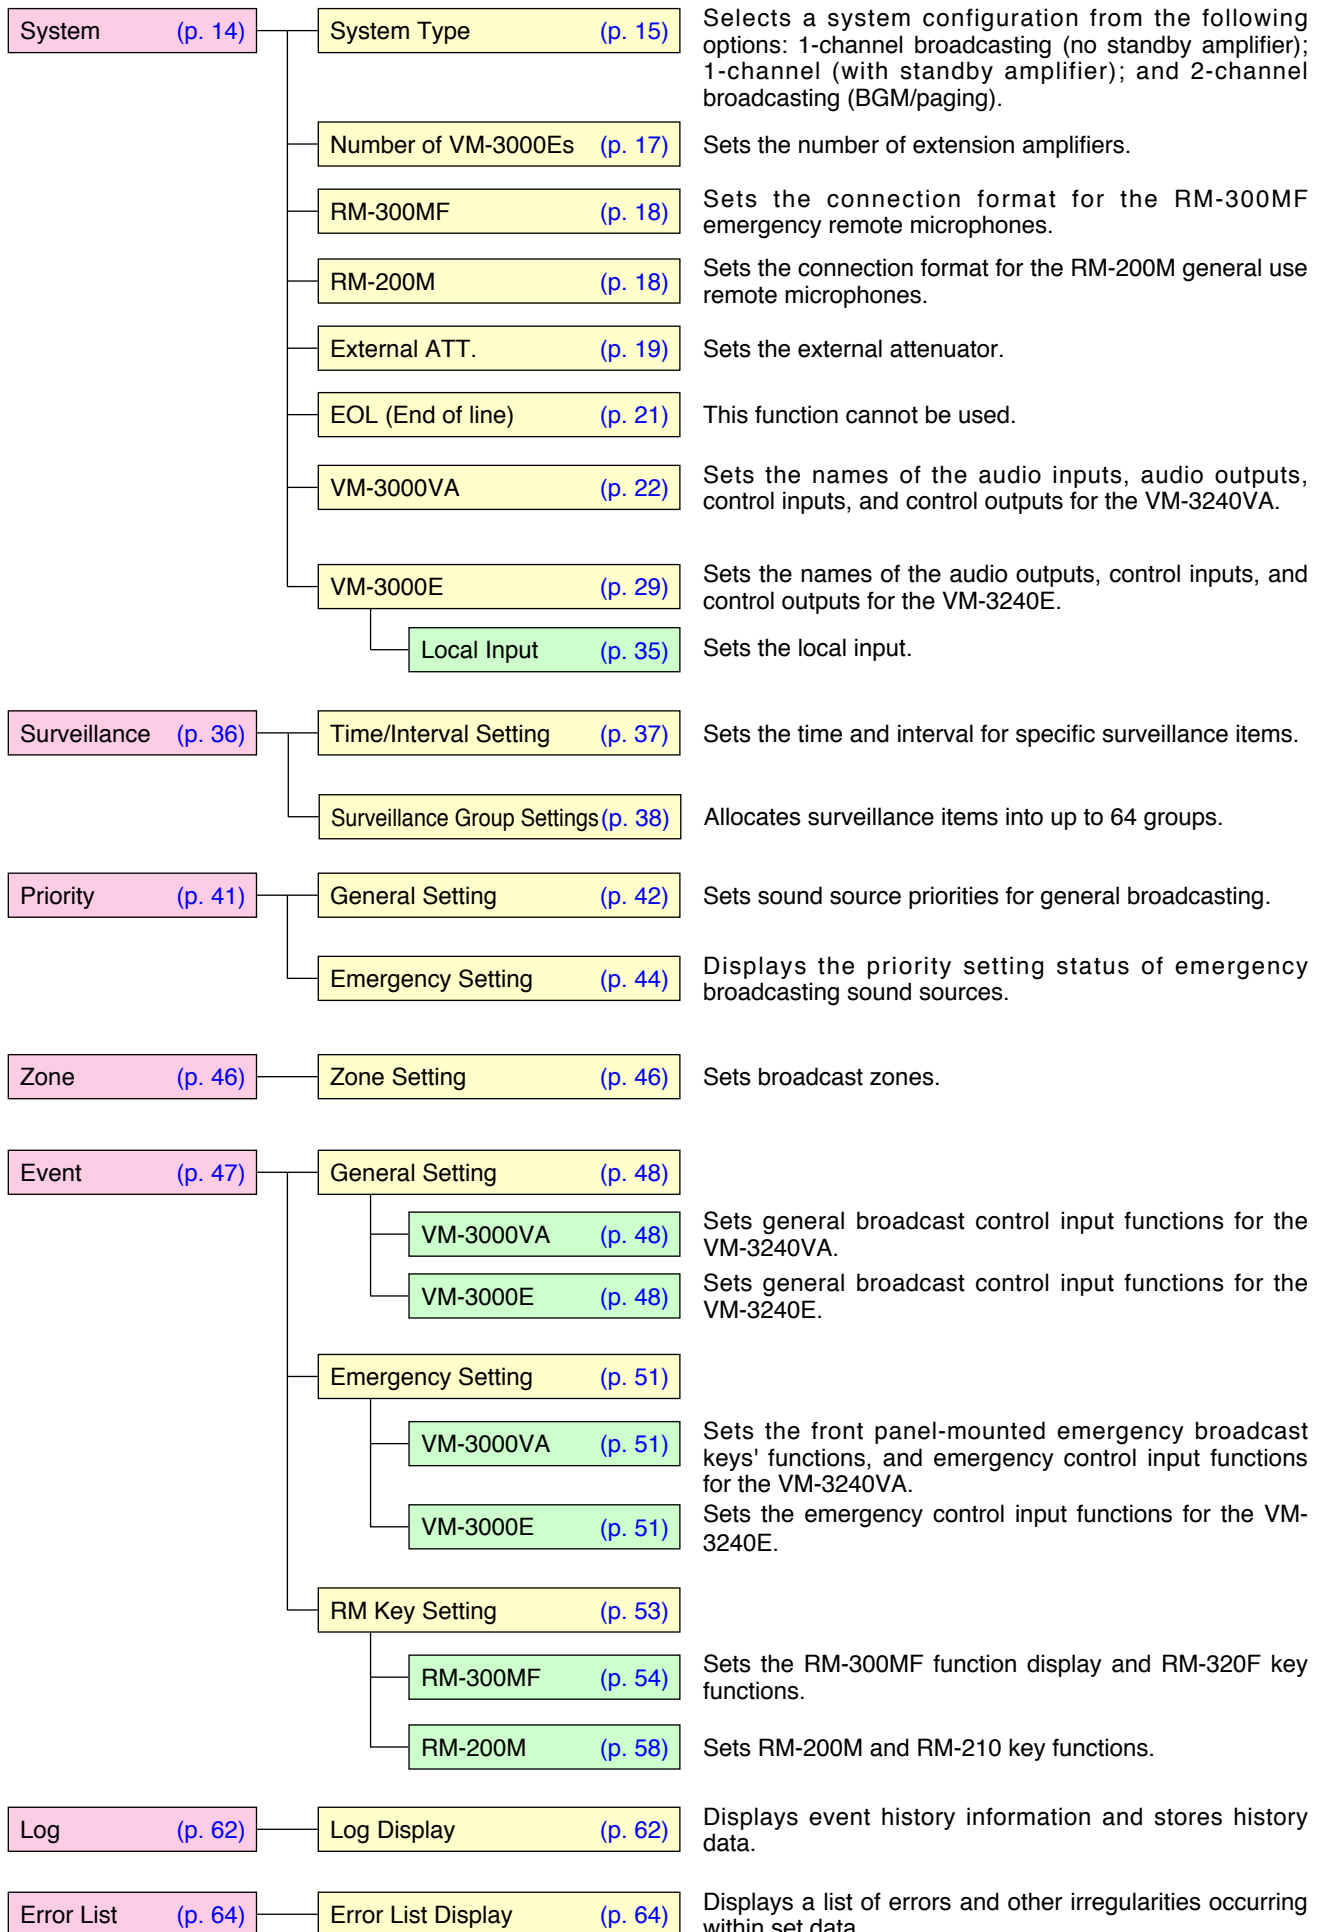 System (p. 14)
System Type (p. 15)
Selects a system configuration from the following
options: 1-channel broadcasting (no standby amplifier);
1-channel (with standby amplifier); and 2-channel
broadcasting (BGM/paging).
Number of VM-3000Es (p. 17)
Sets the number of extension amplifiers.
RM-300MF (p. 18)
Sets the connection format for the RM-300MF
emergency remote microphones.
RM-200M (p. 18)
Sets the connection format for the RM-200M general use
remote microphones.
External ATT. (p. 19)
Sets the external attenuator.
EOL (End of line) (p. 21)
This function cannot be used.
VM-3000VA (p. 22)
Sets the names of the audio inputs, audio outputs,
control inputs, and control outputs for the VM-3240VA.
VM-3000E (p. 29)
Sets the names of the audio outputs, control inputs, and
control outputs for the VM-3240E.
Local Input (p. 35)
Sets the local input.
Surveillance (p. 36)
Time/Interval Setting (p. 37)
Sets the time and interval for specific surveillance items.
Surveillance Group Settings (p. 38)
Allocates surveillance items into up to 64 groups.
Priority (p. 41)
General Setting (p. 42)
Sets sound source priorities for general broadcasting.
Emergency Setting (p. 44)
Displays the priority setting status of emergency
broadcasting sound sources.
Zone (p. 46)
Zone Setting (p. 46)
Sets broadcast zones.
Event (p. 47)
General Setting (p. 48)
VM-3000VA (p. 48)
Sets general broadcast control input functions for the
VM-3240VA.
VM-3000E (p. 48)
Sets general broadcast control input functions for the
VM-3240E.
Emergency Setting (p. 51)
VM-3000VA (p. 51)
Sets the front panel-mounted emergency broadcast
keys' functions, and emergency control input functions
for the VM-3240VA.
VM-3000E (p. 51)
Sets the emergency control input functions for the VM-
3240E.
RM Key Setting (p. 53)
RM-300MF (p. 54)
Sets the RM-300MF function display and RM-320F key
functions.
RM-200M (p. 58)
Sets RM-200M and RM-210 key functions.
Log (p. 62)
Log Display (p. 62)
Displays event history information and stores history
data.
Error List (p. 64)
Error List Display (p. 64)
Displays a list of errors and other irregularities occurring
within set data